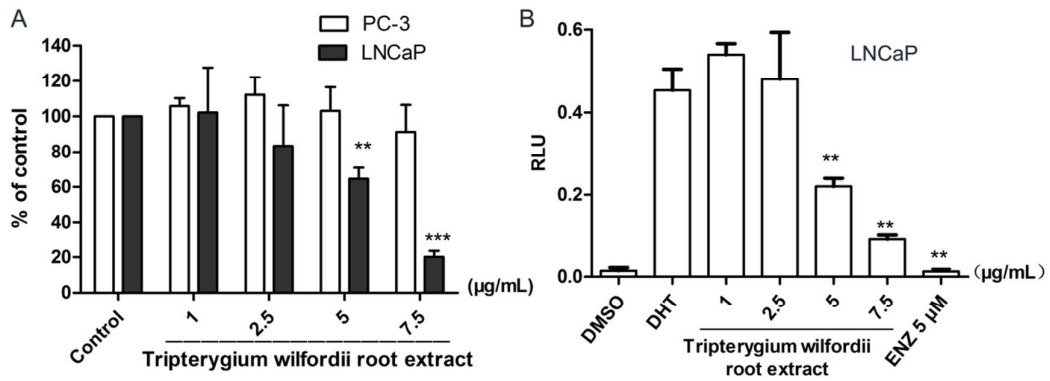 A
PC-3
LNCaP
% of control
140
120
100
80
60
40
20
0
**
***
(µg/mL)
Control
1
2.5
5
7.5
Tripterygium wilfordii root extract
B
LNCaP
RLU
0.6
0.4
0.2
0.0
**
**
**
(µg/mL)
DMSO
DHT
1
2.5
5
7.5
ENZ 5 µM
Tripterygium wilfordii
root extract